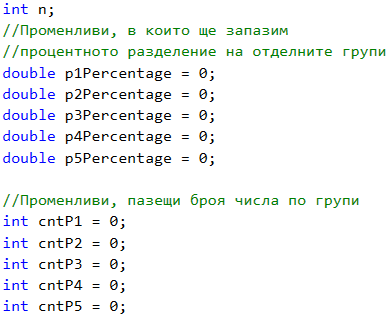 int n;
//Променливи, в които ще запазим
//процентното разделение на отделните групи
double p1Percentage = 0;
double p2Percentage = 0;
double p3Percentage = 0;
double p4Percentage = 0;
double p5Percentage = 0;

//Променливи, пазещи броя числа по групи
int cntP1 = 0;
int cntP2 = 0;
int cntP3 = 0;
int cntP4 = 0;
int cntP5 = 0;